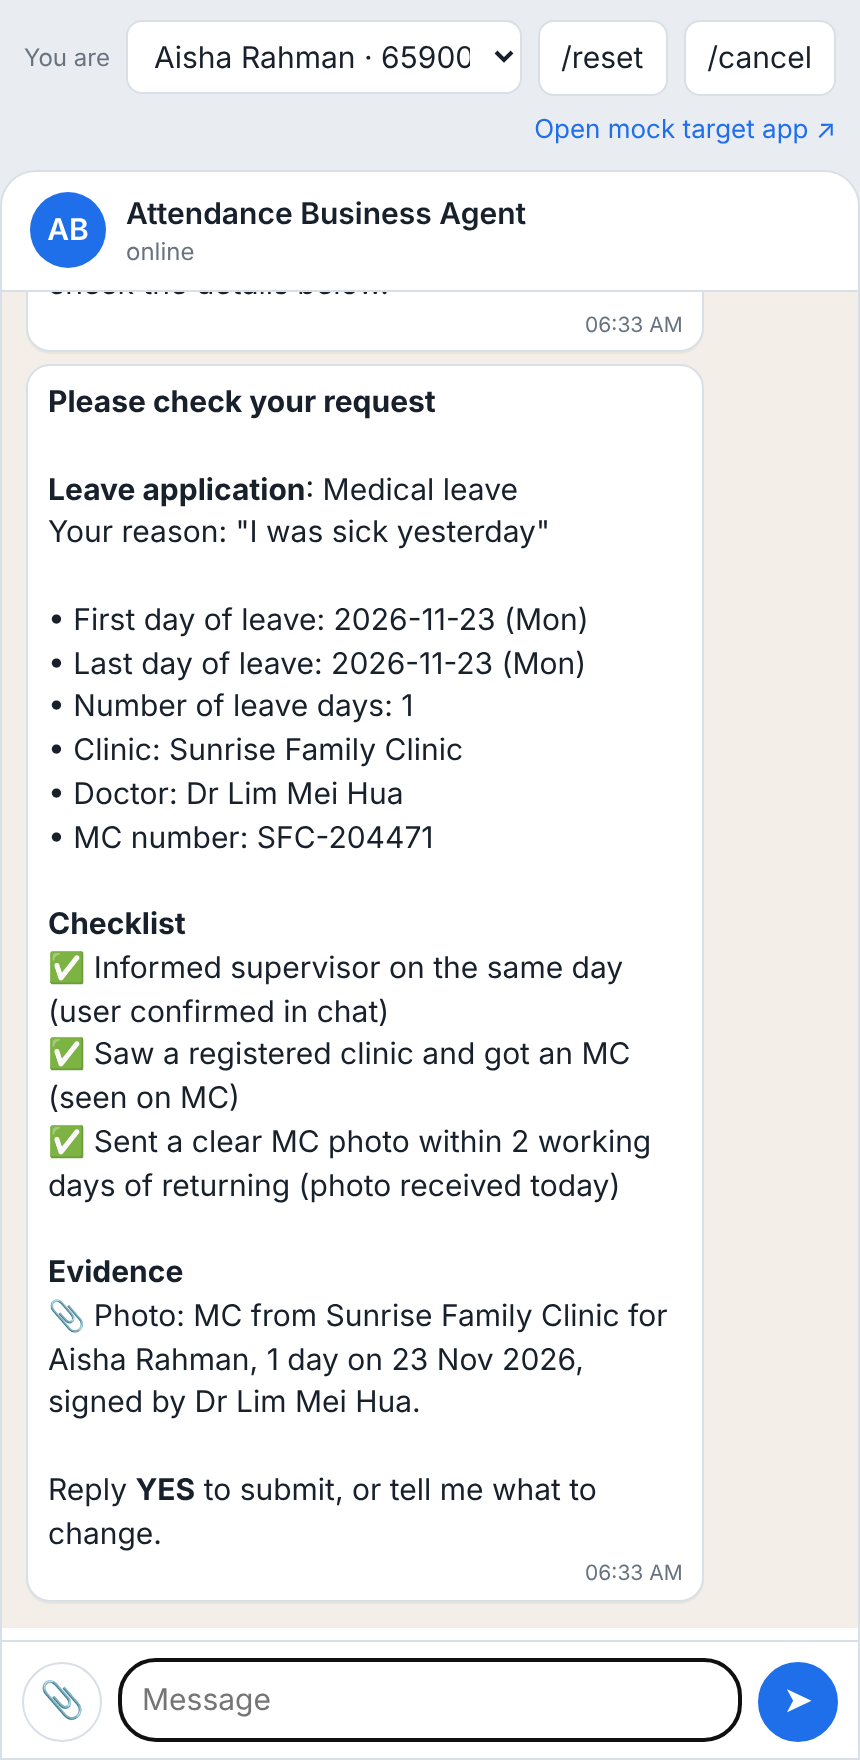 You are
Aisha Rahman · 65900
/reset
/cancel
Open mock target app ↗
AB
Attendance Business Agent
online
check the details below.
06:33 AM
Please check your request
Leave application: Medical leave
Your reason: "I was sick yesterday"
• First day of leave: 2026-11-23 (Mon)
• Last day of leave: 2026-11-23 (Mon)
• Number of leave days: 1
• Clinic: Sunrise Family Clinic
• Doctor: Dr Lim Mei Hua
• MC number: SFC-204471
Checklist
✅ Informed supervisor on the same day
(user confirmed in chat)
✅ Saw a registered clinic and got an MC
(seen on MC)
✅ Sent a clear MC photo within 2 working
days of returning (photo received today)
Evidence
📎 Photo: MC from Sunrise Family Clinic for
Aisha Rahman, 1 day on 23 Nov 2026,
signed by Dr Lim Mei Hua.
Reply YES to submit, or tell me what to
change.
06:33 AM
Message